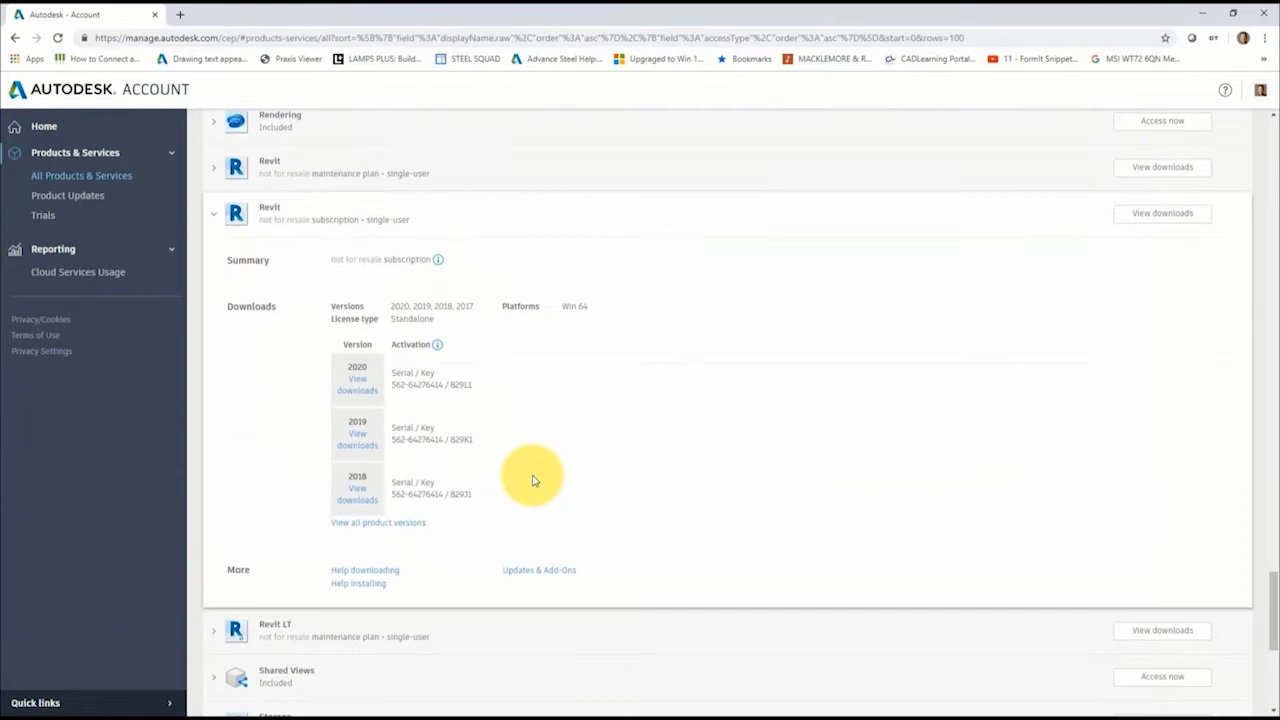 Autodesk - Account
https://manage.autodesk.com/cep/#products-services/all?sort=%5B%7B"field"%3A"displayName.raw"%2C"order"%3A"asc"%7D%2C%7B"field"%3A"accessType"%2C"order"%3A"asc"%7D%5D&start=0&rows=100
Apps
How to Connect a...
Drawing text appea...
Praxis Viewer
LAMPS PLUS: Build...
STEEL SQUAD
Advance Steel Help:...
Upgraged to Win 1...
Bookmarks
MACKLEMORE & R...
CADLearning Portal...
11 - FormIt Snippet...
MSI WT72 6QN Me...
AUTODESK. ACCOUNT
Home
Products & Services
All Products & Services
Product Updates
Trials
Reporting
Cloud Services Usage
Privacy/Cookies
Terms of Use
Privacy Settings
Quick links
Rendering
Included
Access now
Revit
not for resale maintenance plan - single-user
View downloads
Revit
not for resale subscription - single-user
View downloads
Summary
not for resale subscription
Downloads
Versions 2020, 2019, 2018, 2017
Platforms Win 64
License type Standalone
Version Activation
2020
View
downloads
Serial / Key
562-64276414 / 829L1
2019
View
downloads
Serial / Key
562-64276414 / 829K1
2018
View
downloads
Serial / Key
562-64276414 / 829J1
View all product versions
More
Help downloading
Updates & Add-Ons
Help installing
Revit LT
not for resale maintenance plan - single-user
View downloads
Shared Views
Included
Access now